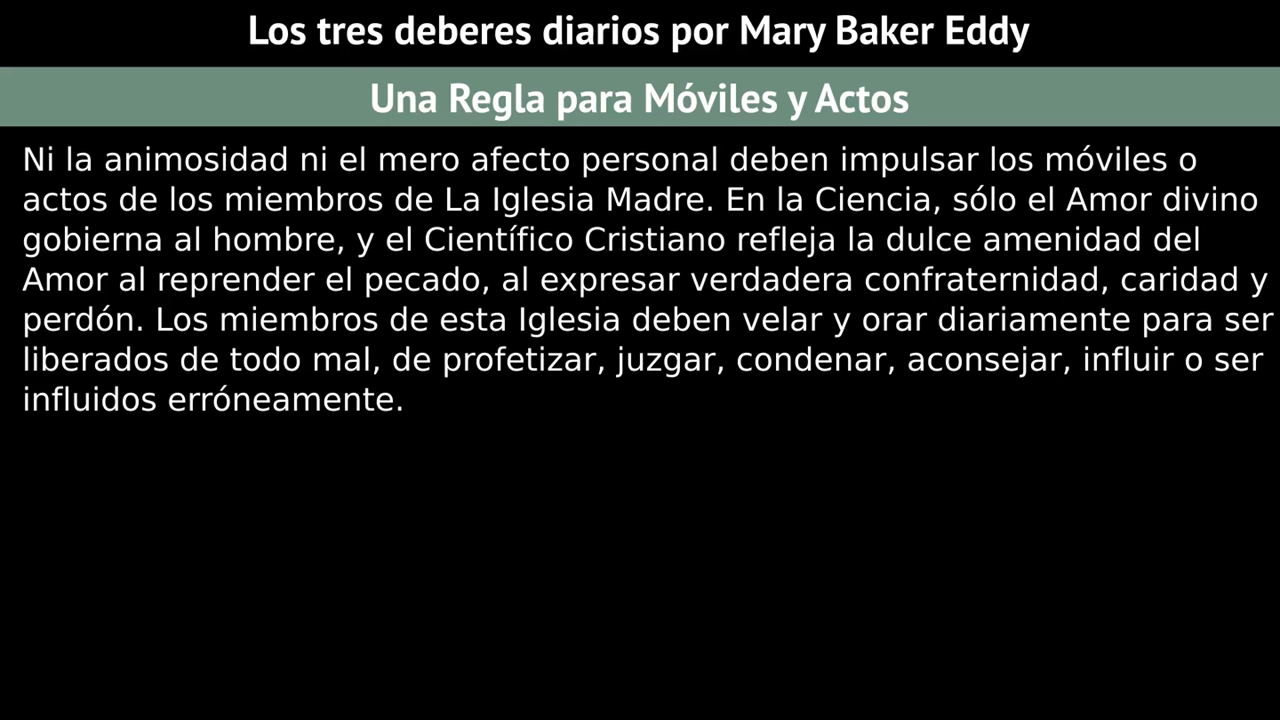 Los tres deberes diarios por Mary Baker Eddy
Una Regla para Móviles y Actos
Ni la animosidad ni el mero afecto personal deben impulsar los móviles o
actos de los miembros de La Iglesia Madre. En la Ciencia, sólo el Amor divino
gobierna al hombre, y el Científico Cristiano refleja la dulce amenidad del
Amor al reprender el pecado, al expresar verdadera confraternidad, caridad y
perdón. Los miembros de esta Iglesia deben velar y orar diariamente para ser
liberados de todo mal, de profetizar, juzgar, condenar, aconsejar, influir o ser
influidos erróneamente.